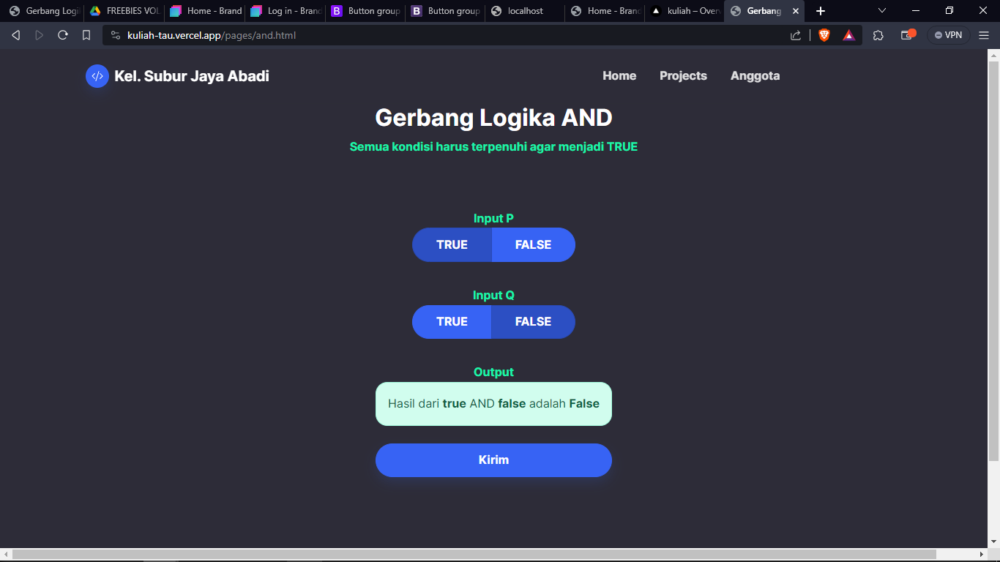 Gerbang Logi
FREEBIES VOL
Home - Brand
Log in - Brand
Button group
Button group
localhost
Home - Brand
kuliah – Over
Gerbang
kuliah-tau.vercel.app/pages/and.html
VPN
Kel. Subur Jaya Abadi
Home Projects Anggota
Gerbang Logika AND
Semua kondisi harus terpenuhi agar menjadi TRUE
Input P
TRUE FALSE
Input Q
TRUE FALSE
Output
Hasil dari true AND false adalah False
Kirim